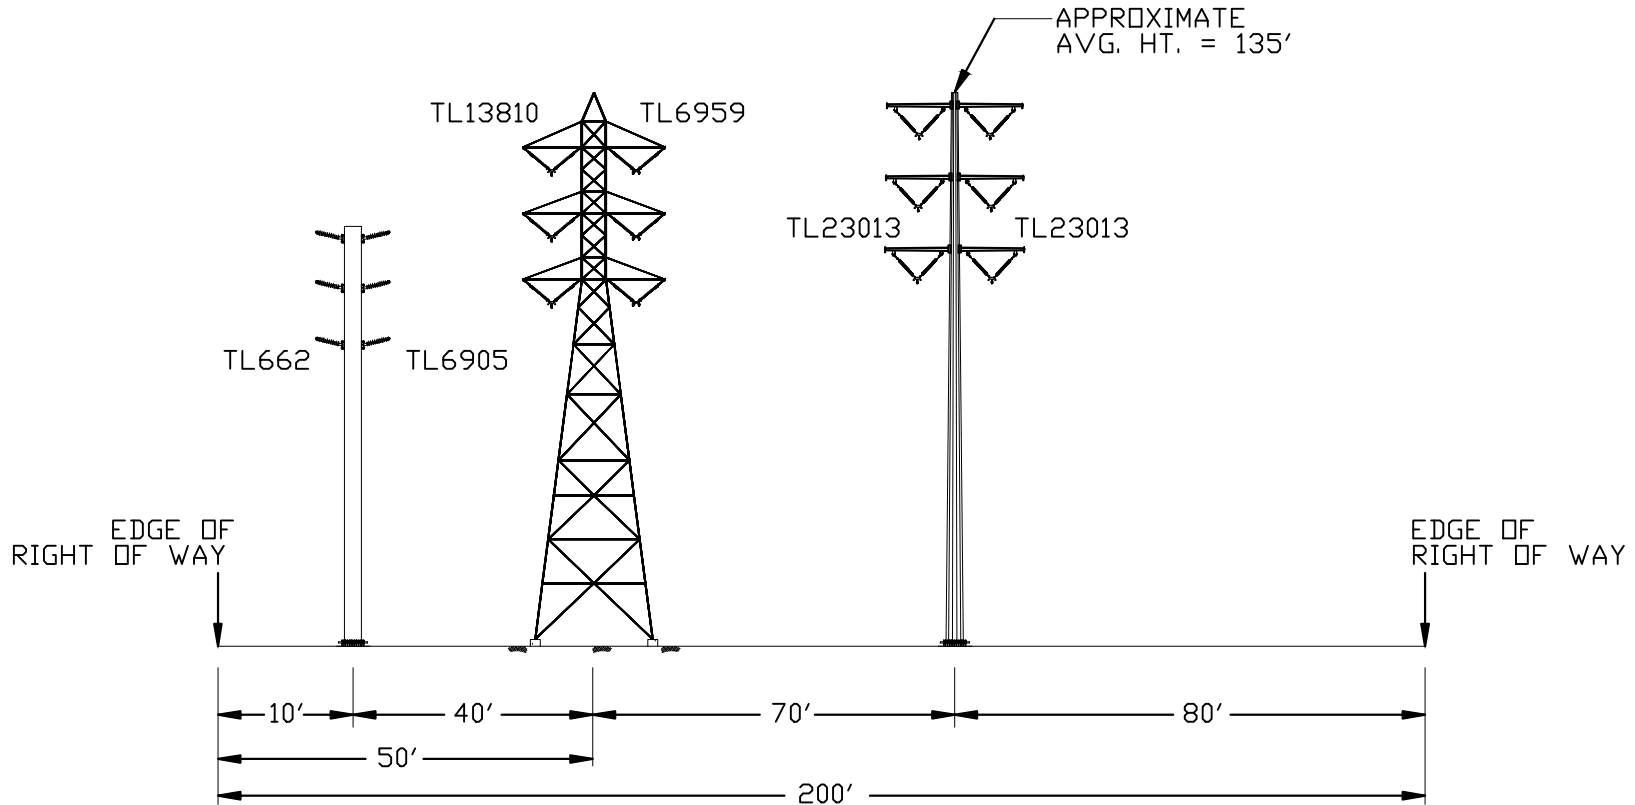 APPROXIMATE
AVG. HT. = 135'
TL13810
TL6959
TL23013
TL23013
TL662
TL6905
EDGE OF
RIGHT OF WAY
EDGE OF
RIGHT OF WAY
10'
40'
70'
80'
50'
200'